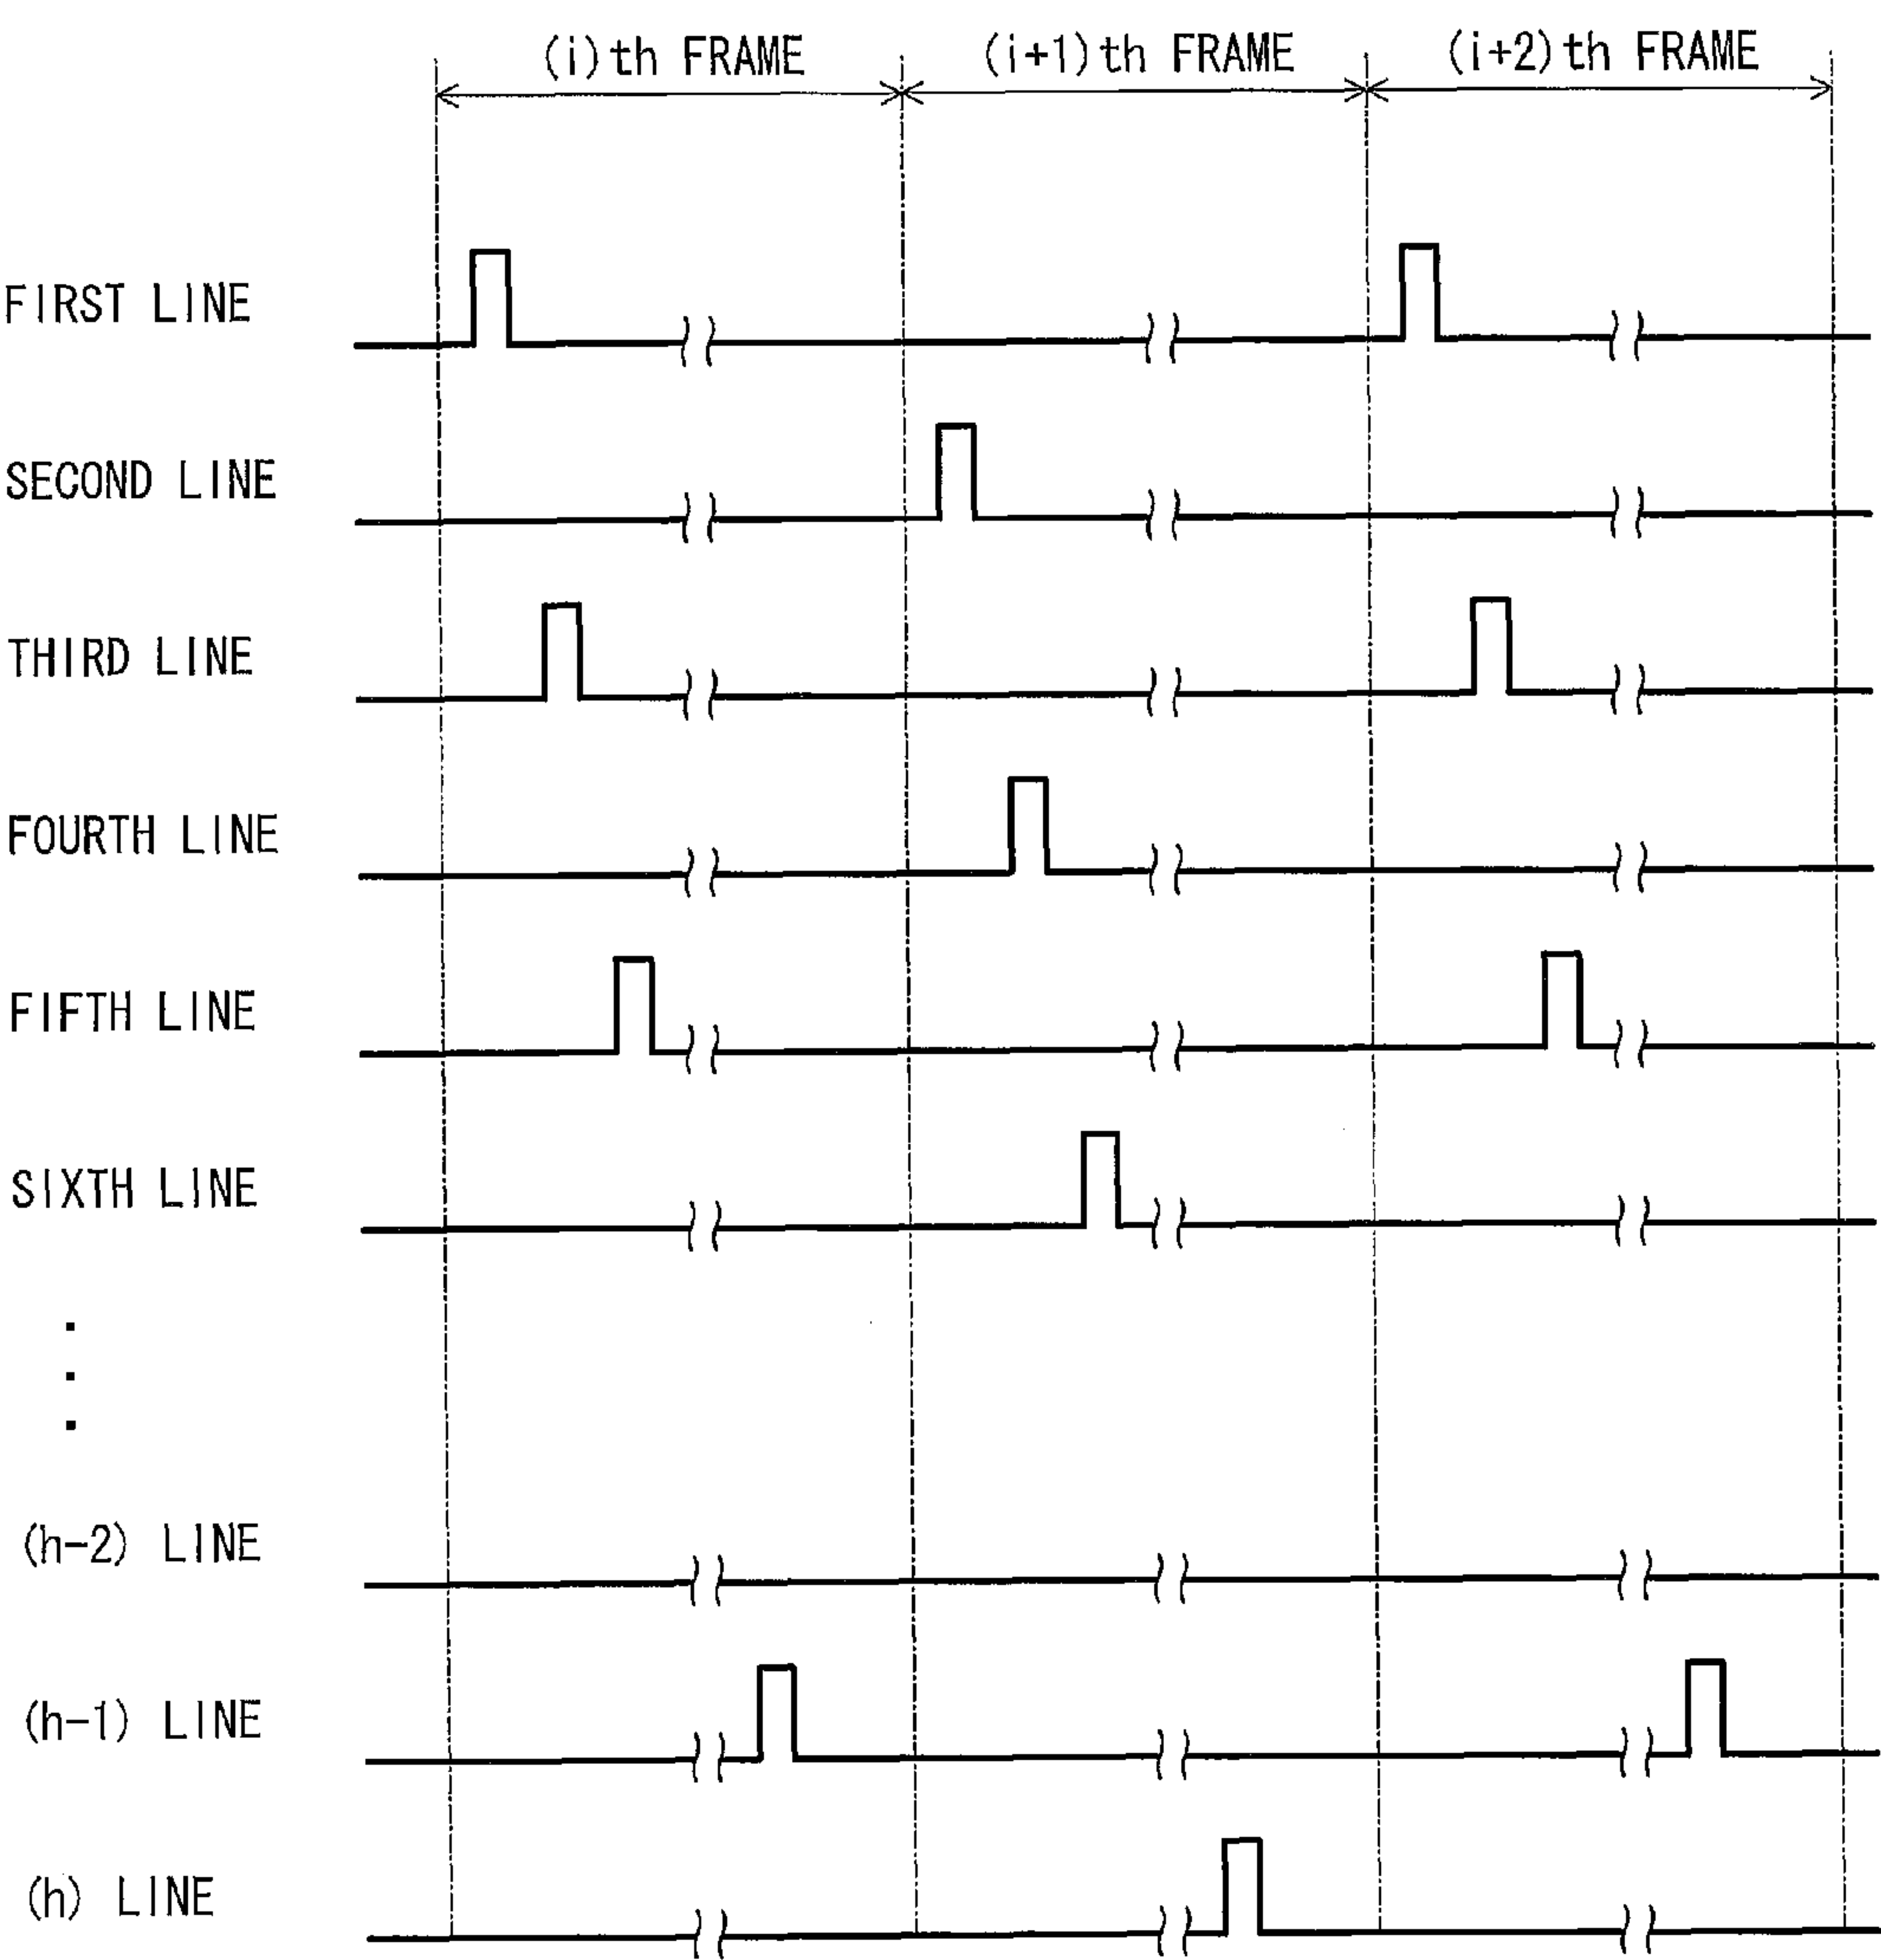 (i)th FRAME (i+1)th FRAME (i+2)th FRAME
FIRST LINE
SECOND LINE
THIRD LINE
FOURTH LINE
FIFTH LINE
SIXTH LINE
(h-2) LINE
(h-1) LINE
(h) LINE